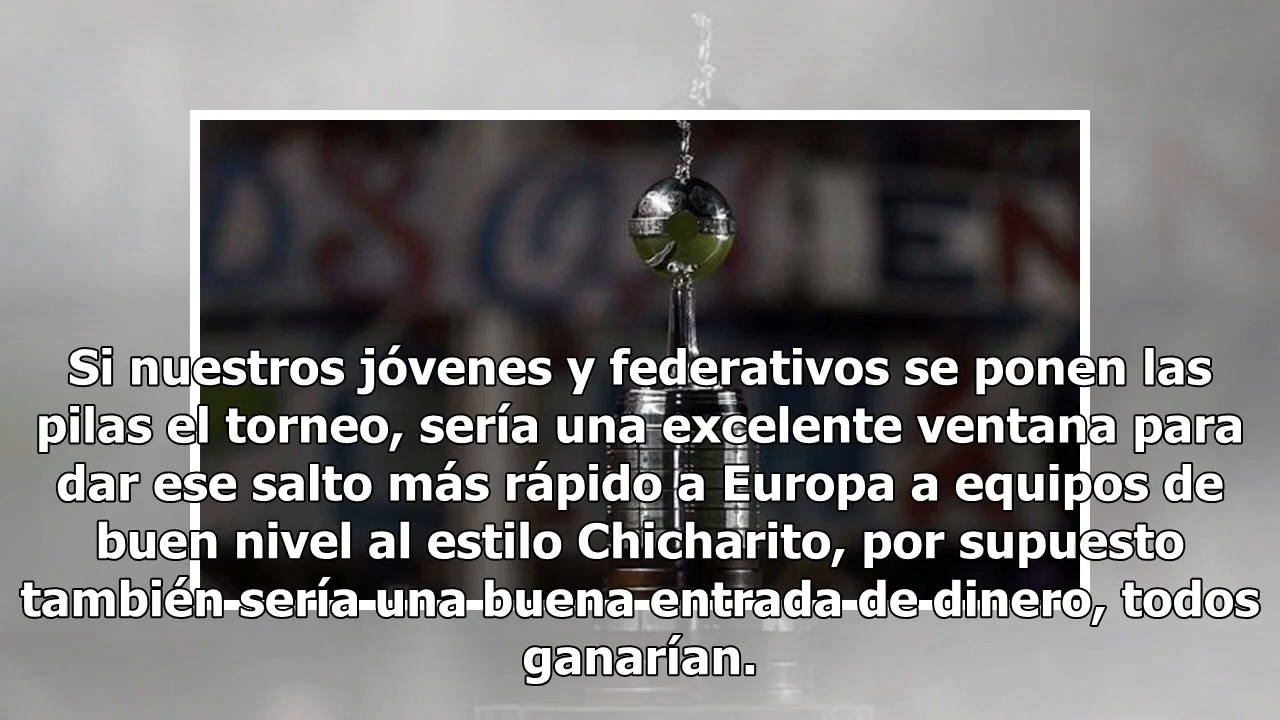 Si nuestros jóvenes y federativos se ponen las
pilas el torneo, sería una excelente ventana para
dar ese salto más rápido a Europa a equipos de
buen nivel al estilo Chicharito, por supuesto
también sería una buena entrada de dinero, todos
ganarían.